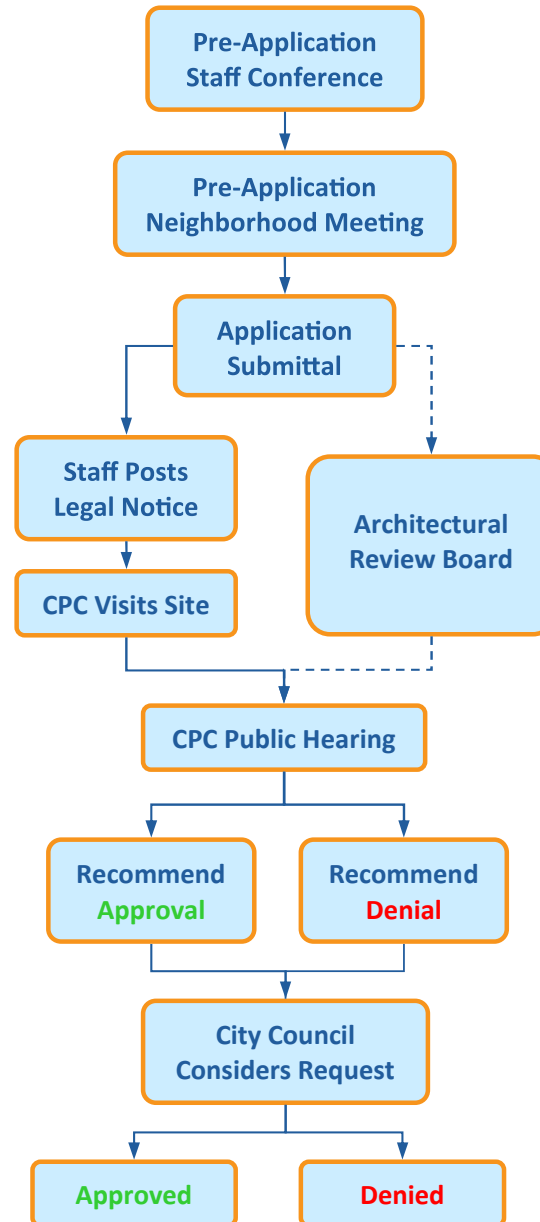 Pre-Application
Staff Conference
Pre-Application
Neighborhood Meeting
Application
Submittal
Staff Posts
Legal Notice
Architectural
Review Board
CPC Visits Site
CPC Public Hearing
Recommend
Approval
Recommend
Denial
City Council
Considers Request
Approved
Denied